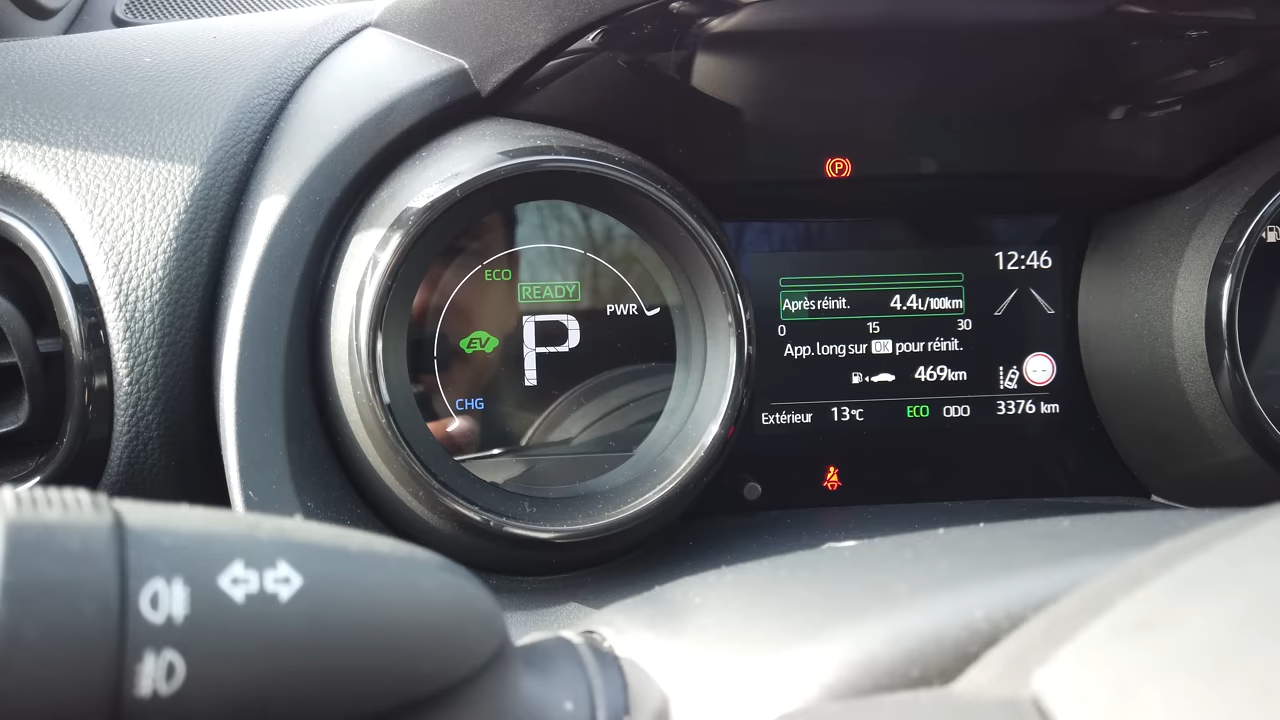 P
12:46
ECO
READY
PWR
EV
P
CHG
Après réinit. 4.4L/100km
0 15 30
App. long sur OK pour réinit.
469km
Extérieur 13°C ECO ODO 3376 km